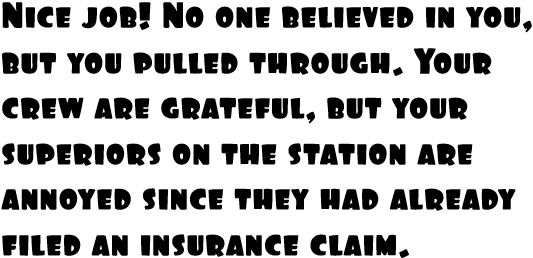 Nice job! No one believed in you,
but you pulled through. Your
crew are grateful, but your
superiors on the station are
annoyed since they had already
filed an insurance claim.